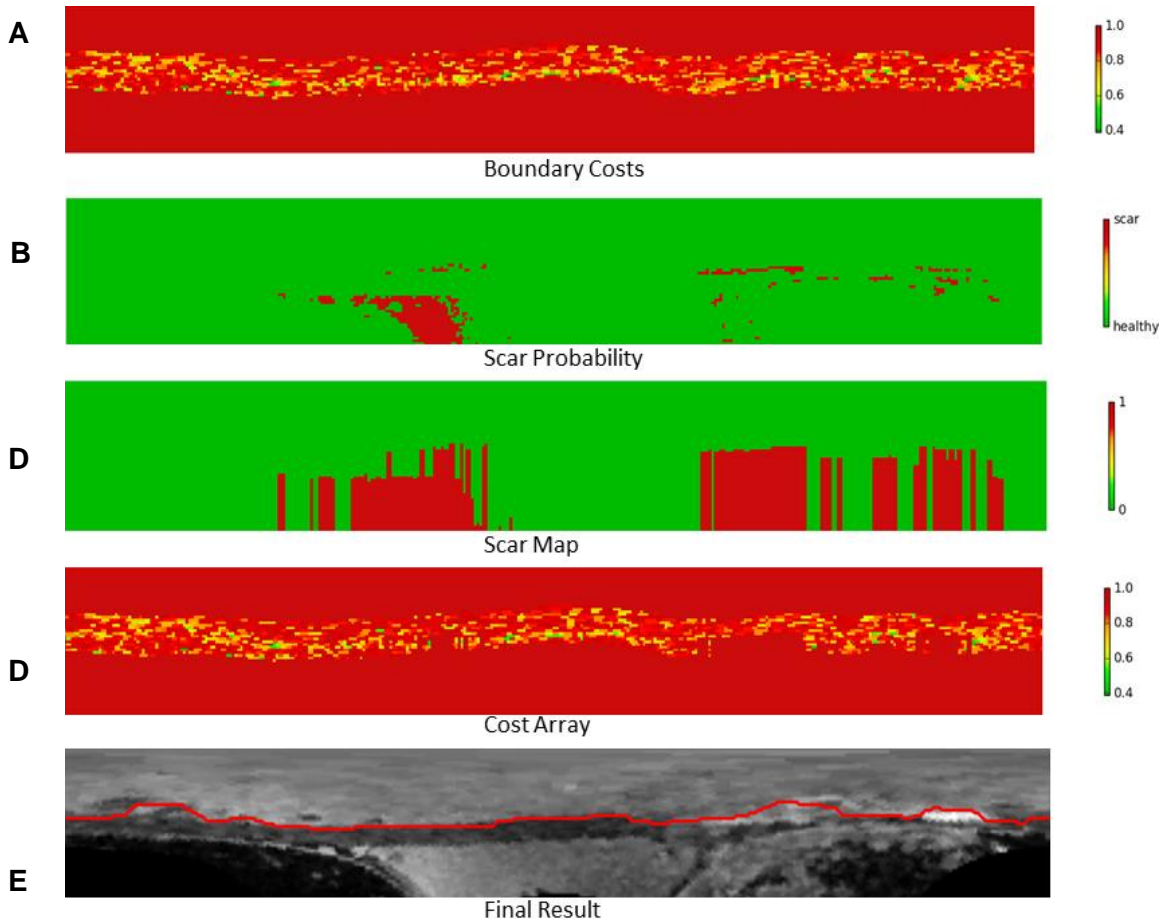 A
1.0
0.8
0.6
0.4
Boundary Costs
B
scar
healthy
Scar Probability
D
1
0
Scar Map
D
1.0
0.8
0.6
0.4
Cost Array
E
Final Result